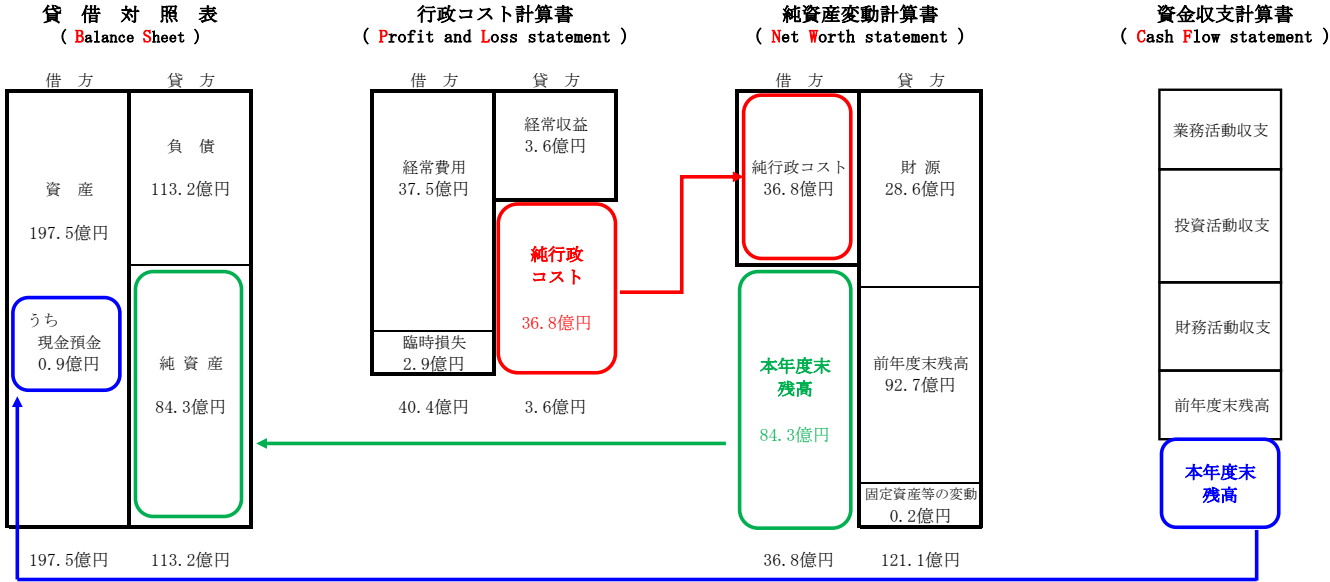 貸 借 対 照 表
( Balance Sheet )
借 方 貸 方
資 産
197.5億円
うち
現金預金
0.9億円
負 債
113.2億円
純 資 産
84.3億円
197.5億円 113.2億円
行政コスト計算書
( Profit and Loss statement )
借 方 貸 方
経常費用
37.5億円
臨時損失
2.9億円
経常収益
3.6億円
純行政
コスト
36.8億円
40.4億円 3.6億円
純資産変動計算書
( Net Worth statement )
借 方 貸 方
純行政コスト
36.8億円
本年度末
残高
84.3億円
財 源
28.6億円
前年度末残高
92.7億円
固定資産等の変動
0.2億円
36.8億円 121.1億円
資金収支計算書
( Cash Flow statement )
業務活動収支
投資活動収支
財務活動収支
前年度末残高
本年度末
残高